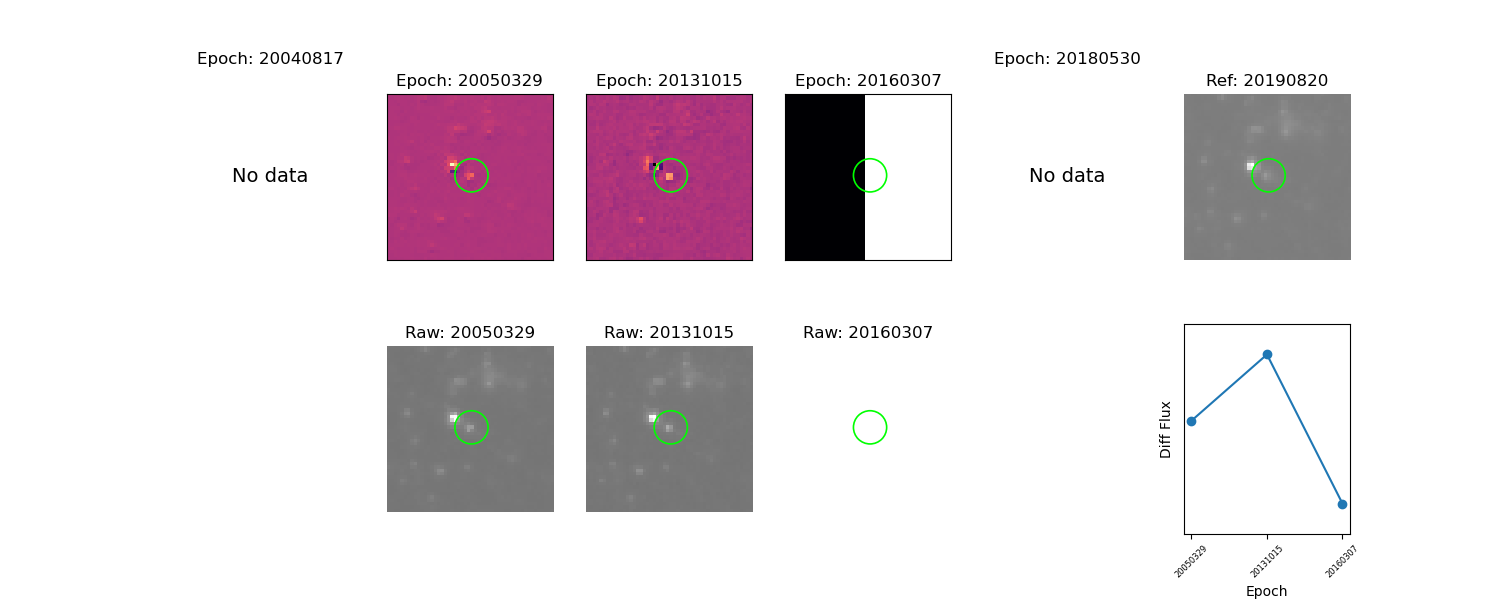 Epoch: 20040817
Epoch: 20050329
Epoch: 20131015
Epoch: 20160307
Epoch: 20180530
Ref: 20190820
No data
No data
Raw: 20050329
Raw: 20131015
Raw: 20160307
Diff Flux
20050329
20131015
20160307
Epoch